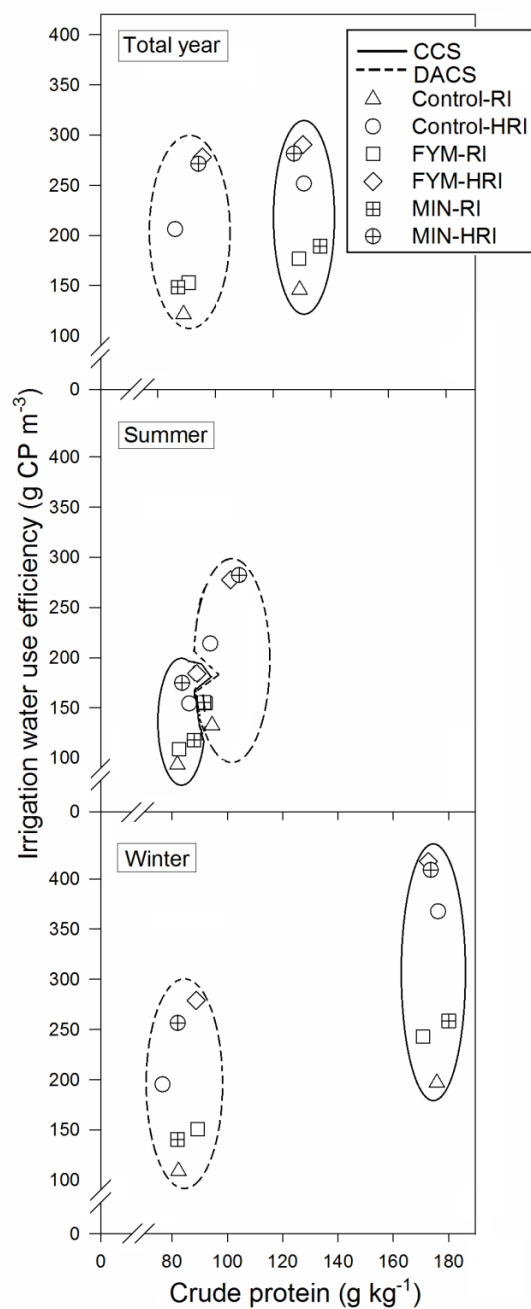 Total year
CCS
DACS
Control-RI
Control-HRI
FYM-RI
FYM-HRI
MIN-RI
MIN-HRI
400
350
300
250
200
150
100
0
Summer
400
300
250
200
150
100
0
Winter
400
350
300
250
200
150
100
0
Irrigation water use efficiency (g CP m⁻³)
0 80 100 120 140 160 180
Crude protein (g kg⁻¹)